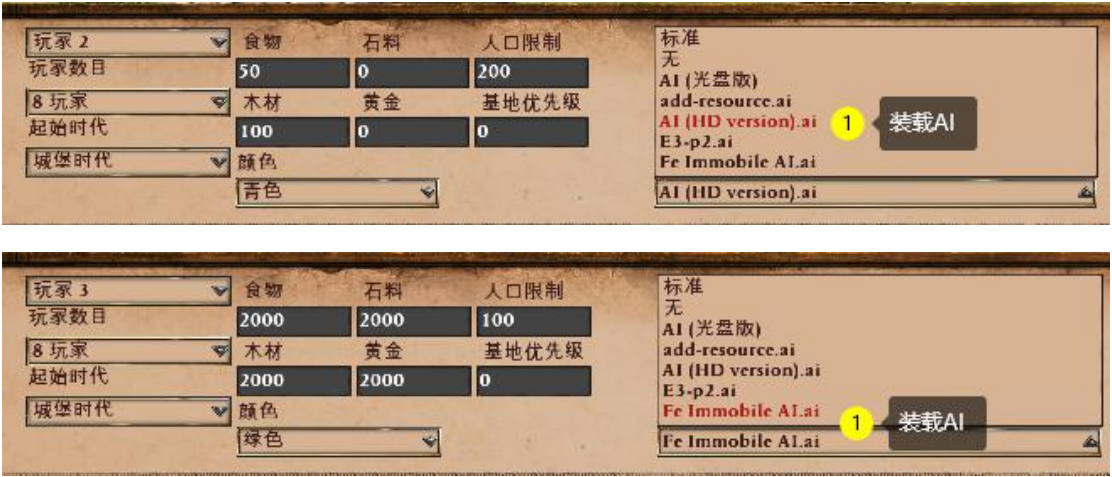 玩家 2
食物
石料
人口限制
标准
无
玩家数目
50
0
200
AI (光盘版)
8 玩家
木材
黄金
基地优先级
add-resource.ai
起始时代
100
0
0
AI (HD version).ai
1
装载AI
E3-p2.ai
城堡时代
颜色
Fe Immobile AI.ai
青色
AI (HD version).ai
玩家 3
食物
石料
人口限制
标准
无
玩家数目
2000
2000
100
AI (光盘版)
8 玩家
木材
黄金
基地优先级
add-resource.ai
起始时代
2000
2000
0
AI (HD version).ai
E3-p2.ai
城堡时代
颜色
Fe Immobile AI.ai
1
装载AI
绿色
Fe Immobile AI.ai